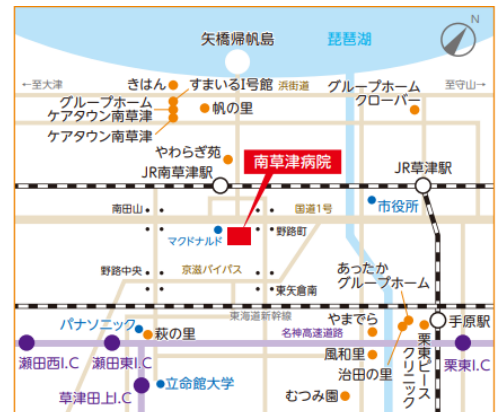 N
矢橋帰帆島
琵琶湖
←至大津
きはん
すまいるI号館
浜街道
グループホーム
クローバー
至守山→
グループホーム
ケアタウン南草津
ケアタウン南草津
帆の里
やわらぎ苑
南草津病院
JR南草津駅
JR草津駅
南田山
国道1号
市役所
マクドナルド
野路町
野路中央
京滋バイパス
東矢倉南
あったか
グループホーム
東海道新幹線
パナソニック
萩の里
名神高速道路
やまでら
手原駅
瀬田西I.C
瀬田東I.C
風和里
治田の里
栗東ピース
クリニック
栗東I.C
草津田上I.C
立命館大学
むつみ園